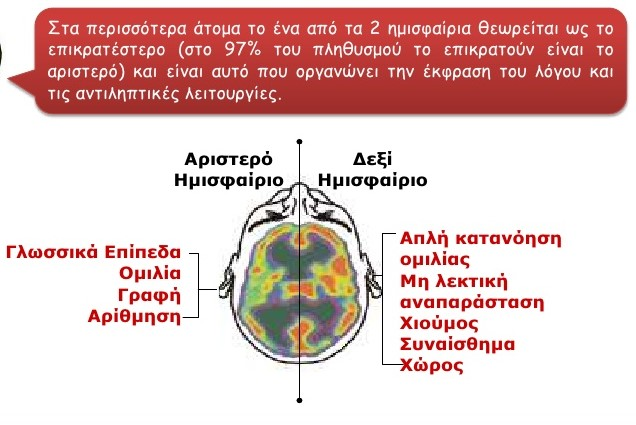 Στα περισσότερα άτομα το ένα από τα 2 ημισφαίρια θεωρείται ως το
επικρατέστερο (στο 97% του πληθυσμού το επικρατούν είναι το
αριστερό) και είναι αυτό που οργανώνει την έκφραση του λόγου και
τις αντιληπτικές λειτουργίες.
Αριστερό
Ημισφαίριο
Δεξί
Ημισφαίριο
Γλωσσικά Επίπεδα
Ομιλία
Γραφή
Αρίθμηση
Απλή κατανόηση
ομιλίας
Μη λεκτική
αναπαράσταση
Χιούμος
Συναίσθημα
Χώρος